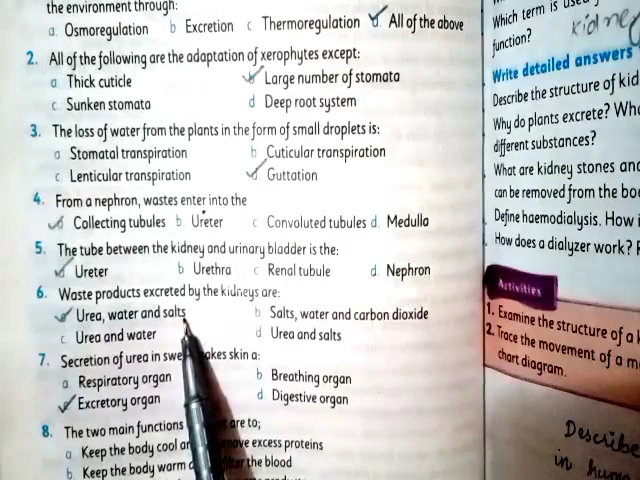 the environment through:
a. Osmoregulation b Excretion c Thermoregulation d. All of the above
2. All of the following are the adaptation of xerophytes except:
a Thick cuticle b Large number of stomata
c Sunken stomata d Deep root system
3. The loss of water from the plants in the form of small droplets is:
a Stomatal transpiration b Cuticular transpiration
c Lenticular transpiration d. Guttation
4. From a nephron, wastes enter into the
a Collecting tubules b Ureter c Convoluted tubules d. Medulla
5. The tube between the kidney and urinary bladder is the:
a Ureter b Urethra c Renal tubule d. Nephron
6. Waste products excreted by the kidneys are:
a Urea, water and salts b Salts, water and carbon dioxide
c Urea and water d Urea and salts
7. Secretion of urea in skin a:
a. Respiratory organ b Breathing organ
c Excretory organ d Digestive organ
8. The two main functions are to;
a Keep the body cool excess proteins
b. Keep the body warm the blood
Which term is used
function? kidney
Write detailed answers
Describe the structure of kid
Why do plants excrete?
different substances?
What are kidney stones and
can be removed from the bo
Define haemodialysis. How
How does a dialyzer work?
Activities
1. Examine the structure of a k
2. Trace the movement of a m
chart diagram.
Describe
in hum